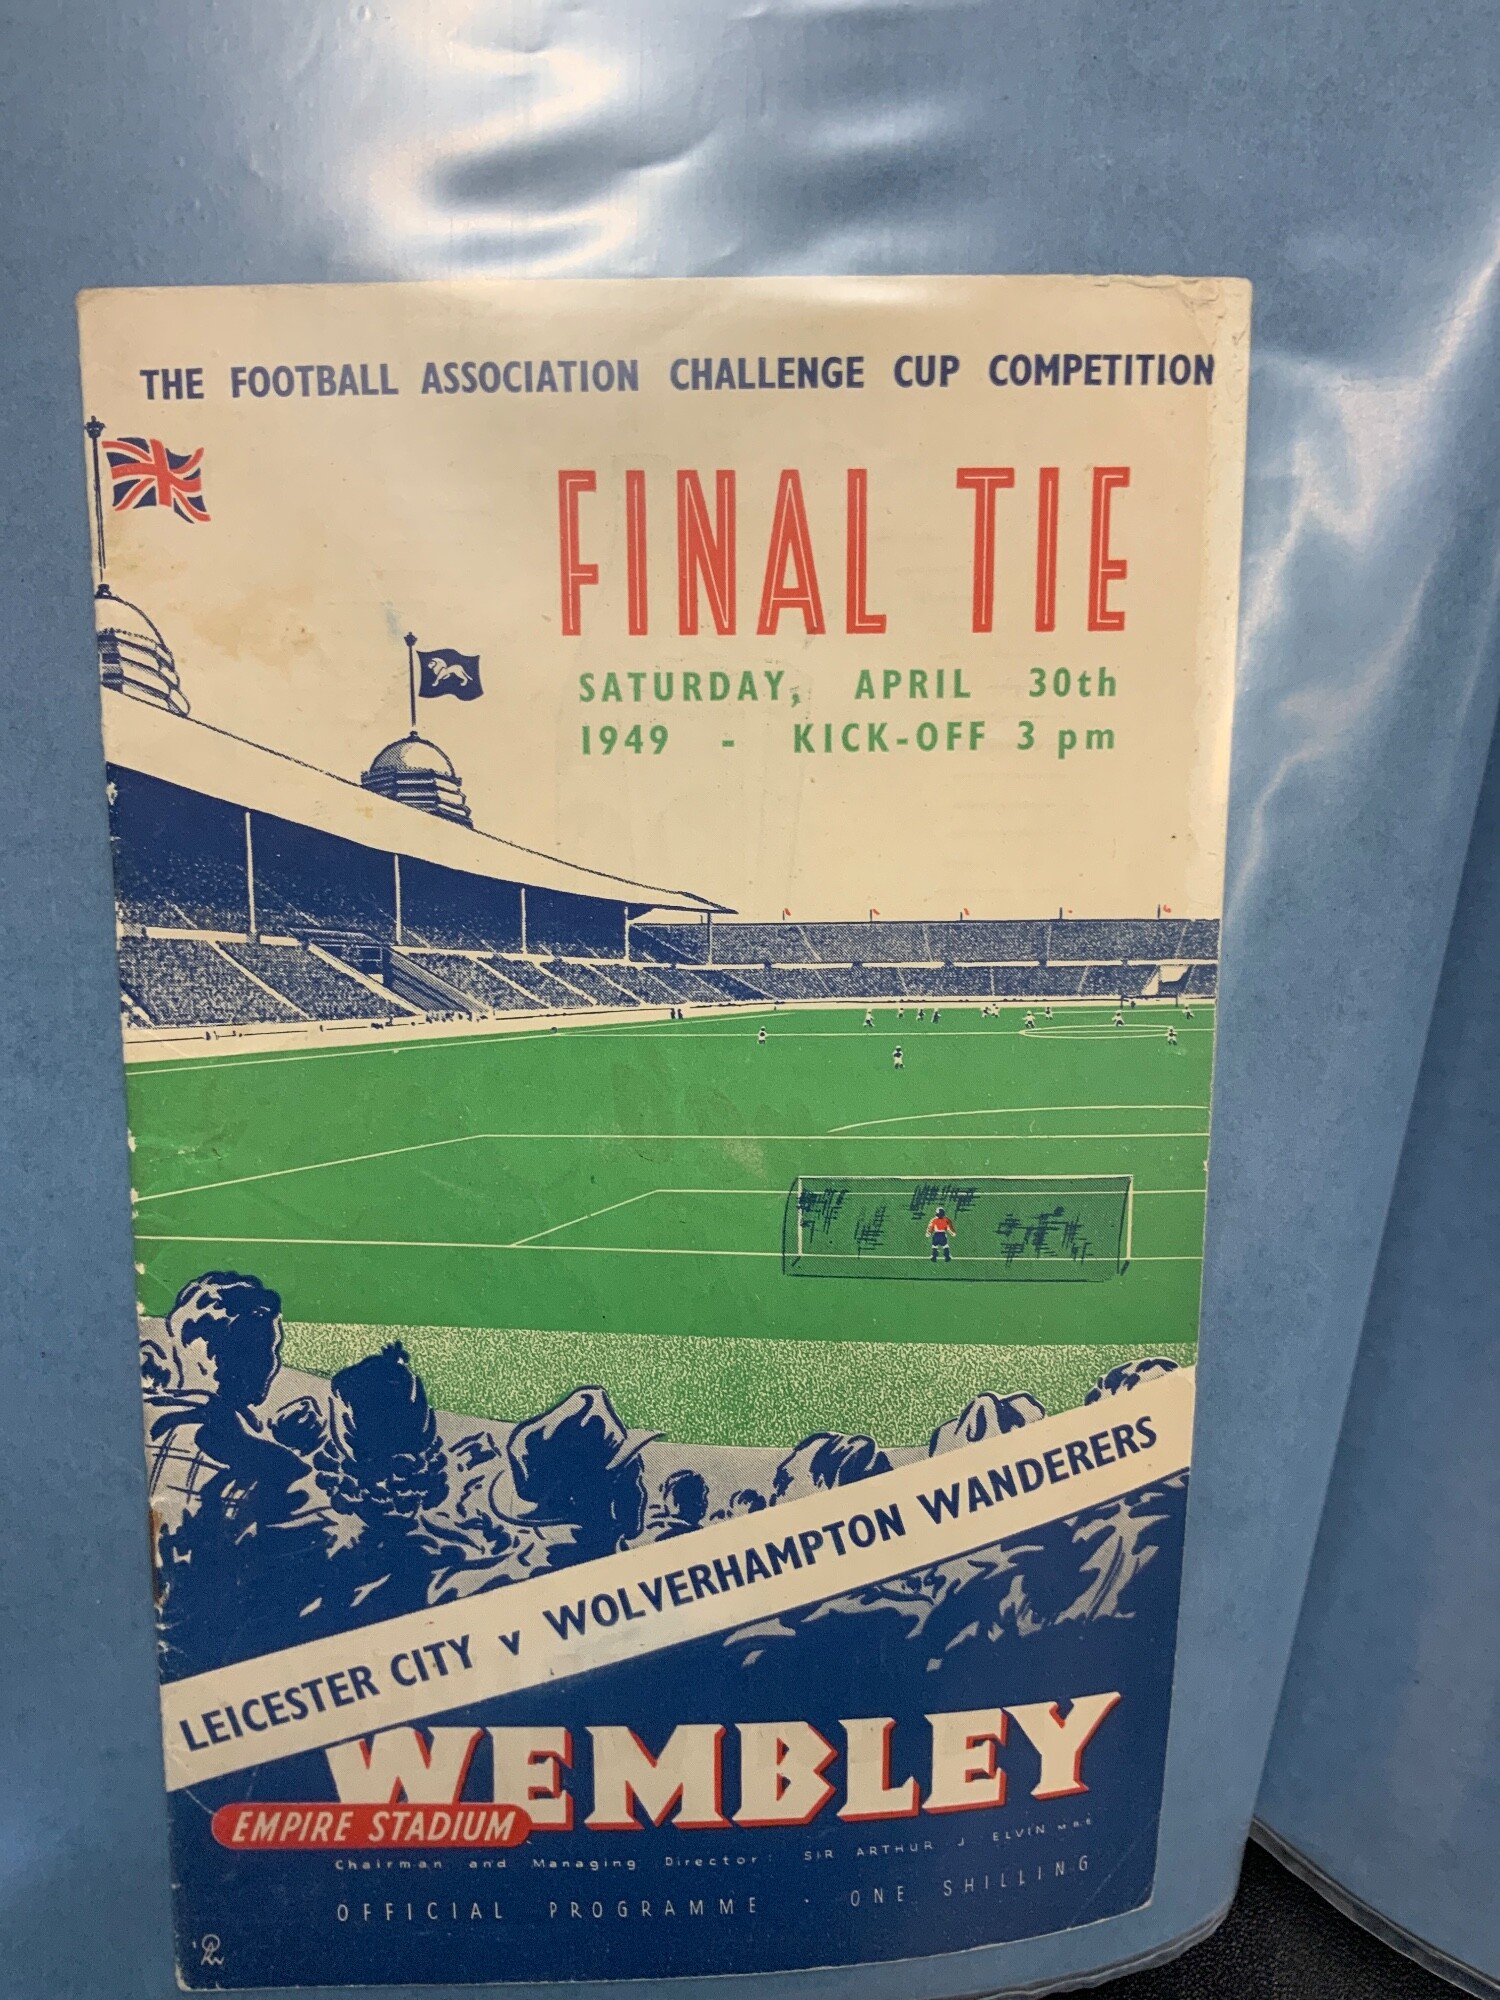 THE FOOTBALL ASSOCIATION CHALLENGE CUP COMPETITION
FINAL TIE
SATURDAY, APRIL 30th
1949 - KICK-OFF 3 pm
LEICESTER CITY v WOLVERHAMPTON WANDERERS
WEMBLEY
EMPIRE STADIUM
Chairman and Managing Director: SIR ARTHUR J. ELVIN MBE
OFFICIAL PROGRAMME · ONE SHILLING